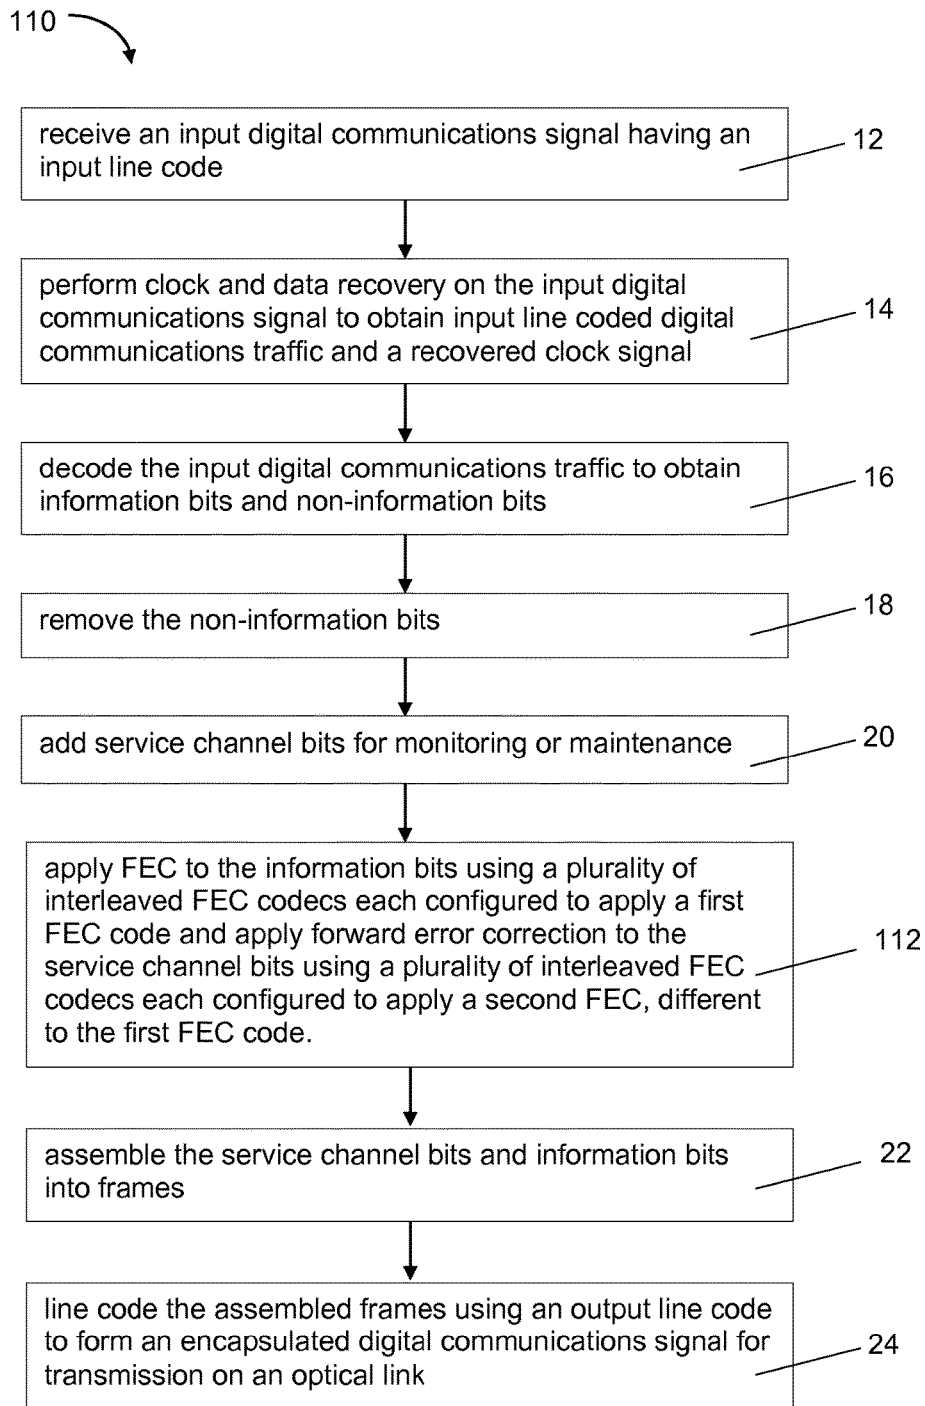 110
receive an input digital communications signal having an
input line code
12
perform clock and data recovery on the input digital
communications signal to obtain input line coded digital
communications traffic and a recovered clock signal
14
decode the input digital communications traffic to obtain
information bits and non-information bits
16
remove the non-information bits
18
add service channel bits for monitoring or maintenance
20
apply FEC to the information bits using a plurality of
interleaved FEC codecs each configured to apply a first
FEC code and apply forward error correction to the
service channel bits using a plurality of interleaved FEC
codecs each configured to apply a second FEC, different
to the first FEC code.
112
assemble the service channel bits and information bits
into frames
22
line code the assembled frames using an output line code
to form an encapsulated digital communications signal for
transmission on an optical link
24